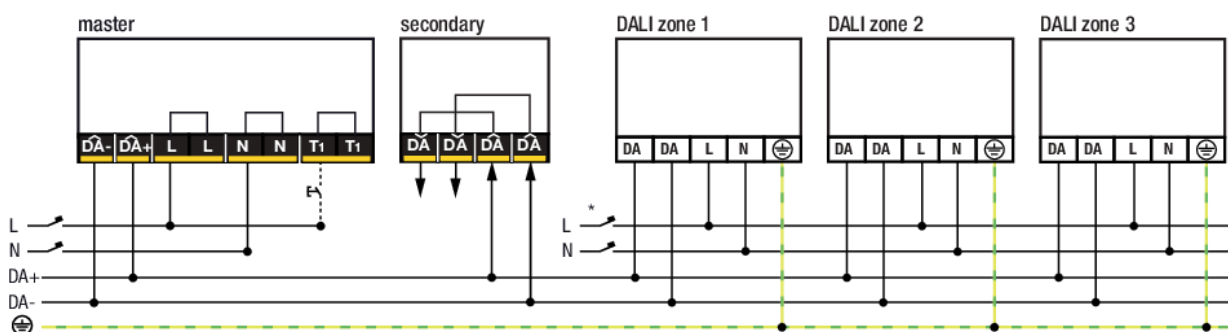 master secondary DALI zone 1 DALI zone 2 DALI zone 3
DA- DA+ L L N N T1 T1 DA DA DA DA DA DA L N DA DA L N DA DA L N
L L *
N N
DA+
DA-